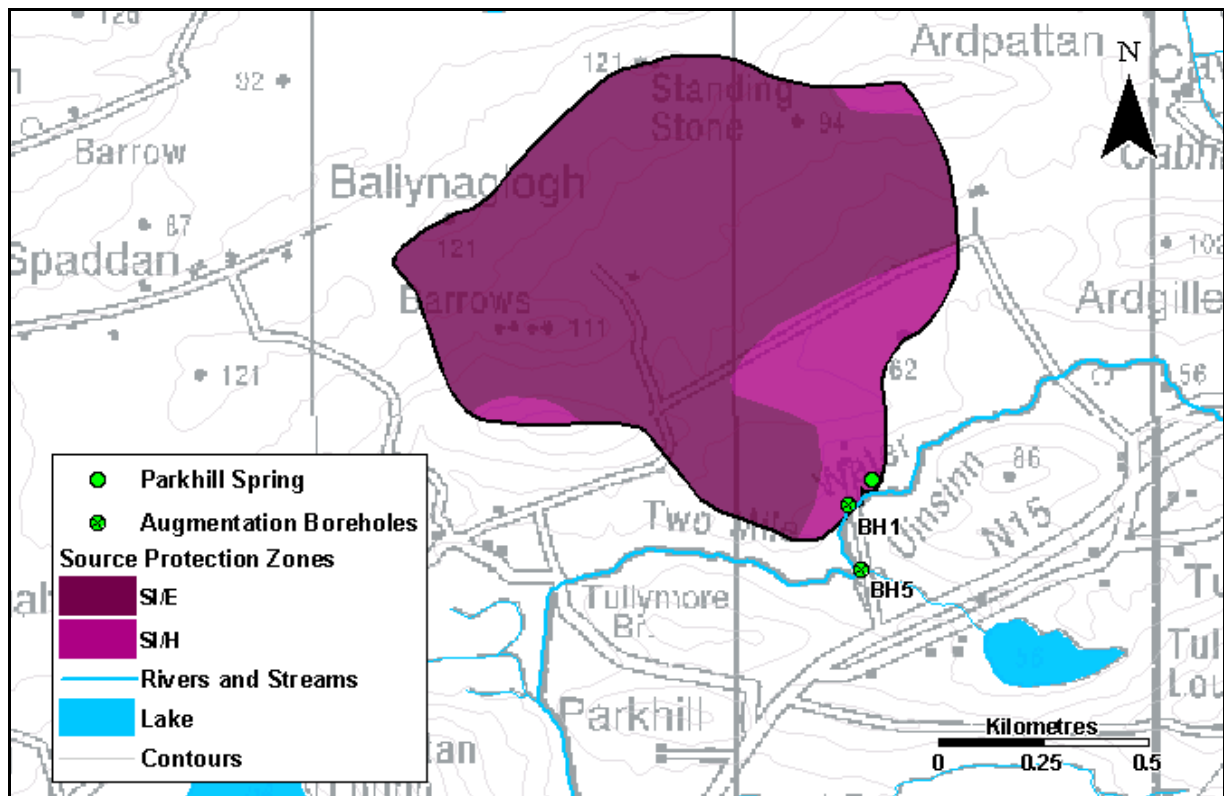 121
Ardpattan
N
92
Standing
Stone
94
Barrow
Ballynaglogh
87
Spaddan
121
102
Barrows
111
121
62
56
86
Unsinn
N15
Two Mile
BH1
BH5
Tullymore
Br.
Parkhill
Parkhill Spring
Augmentation Boreholes
Source Protection Zones
SI/E
SI/H
Rivers and Streams
Lake
Contours
Kilometres
0 0.25 0.5